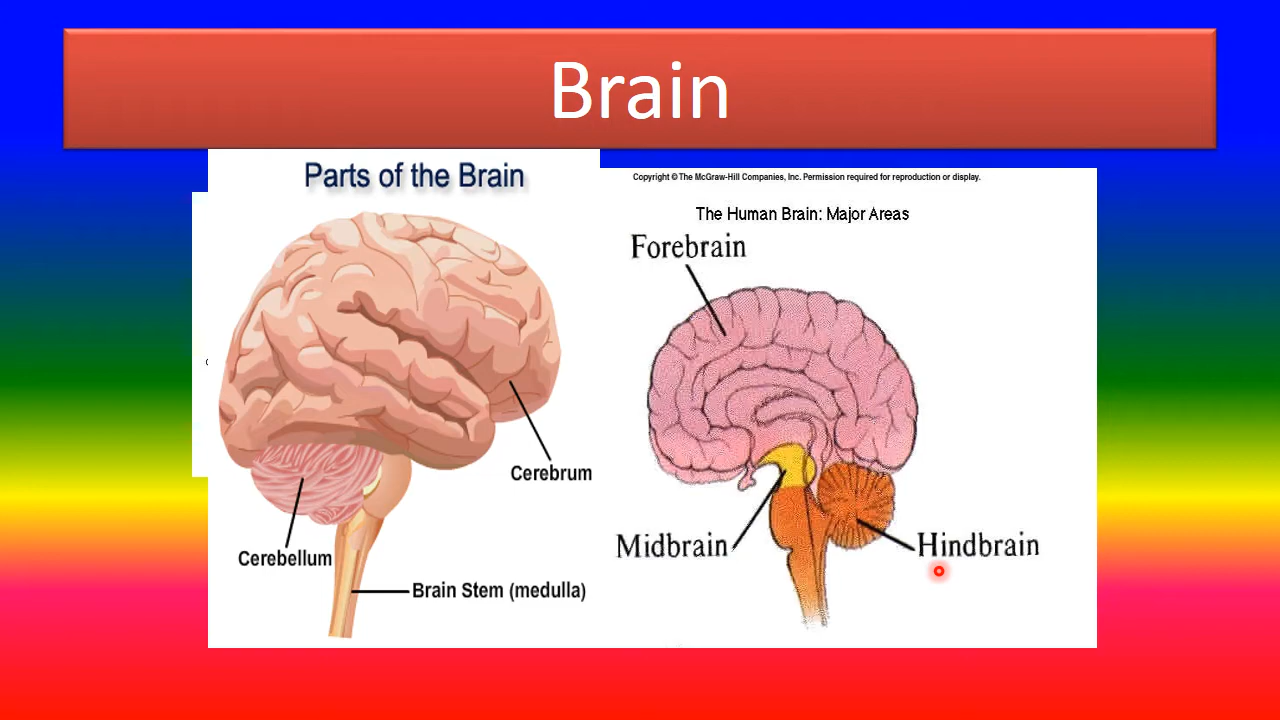 Brain
Parts of the Brain
Cerebrum
Cerebellum
Brain Stem (medulla)
Copyright © The McGraw-Hill Companies, Inc. Permission required for reproduction or display.
The Human Brain: Major Areas
Forebrain
Midbrain
Hindbrain